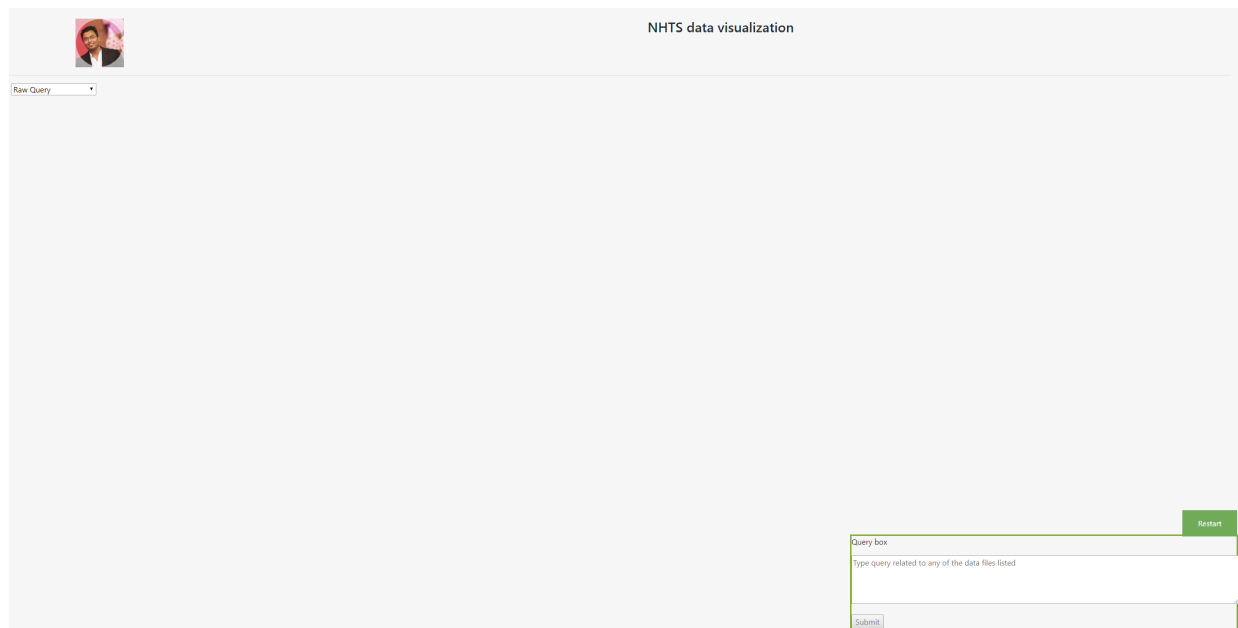 NHTS data visualization
Raw Query
Restart
Query box
Type query related to any of the data files listed
Submit